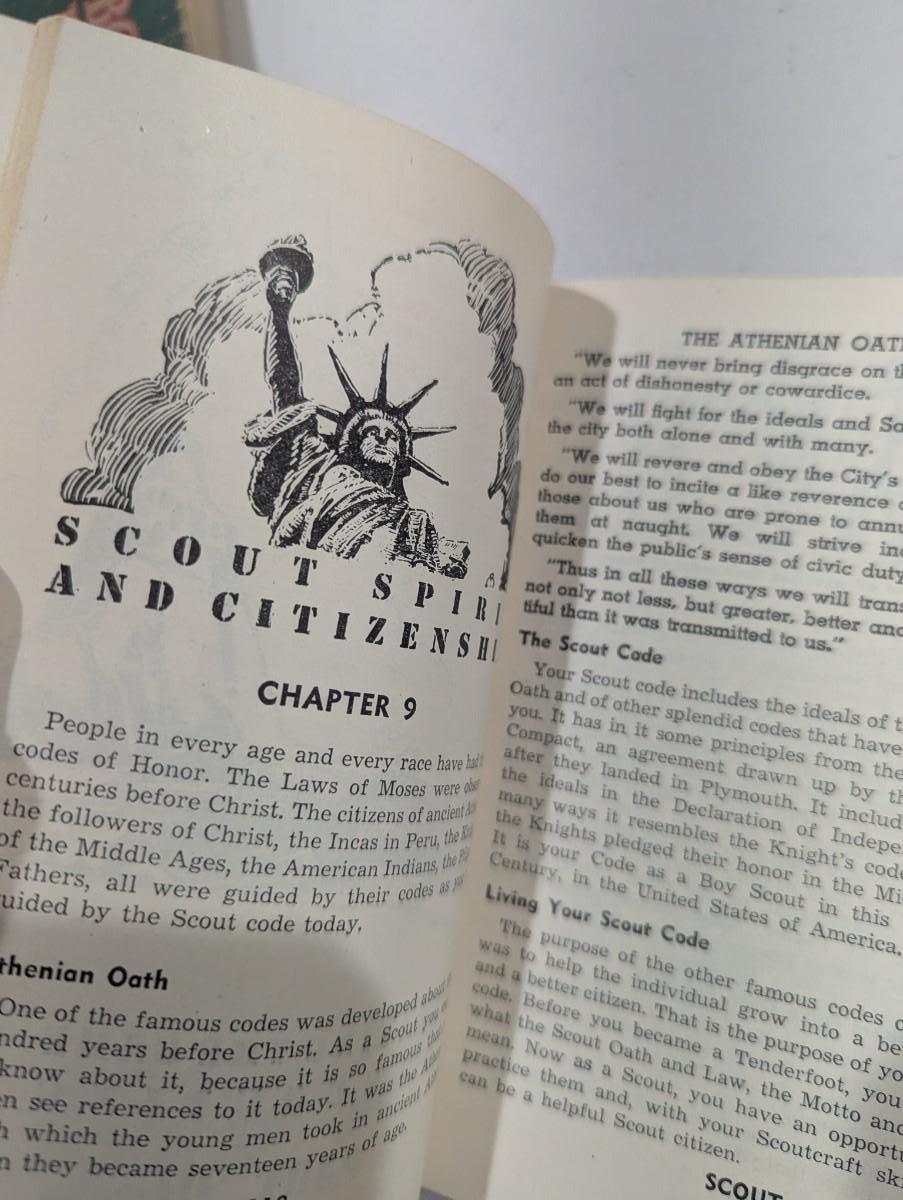 SCOUT SPIRI
AND CITIZENSHI
CHAPTER 9
People in every age and every race have had
codes of Honor. The Laws of Moses were
centuries before Christ. The citizens of ancient
the followers of Christ, the Incas in Peru, the
of the Middle Ages, the American Indians, the
Fathers, all were guided by their codes as
uided by the Scout code today.
thenian Oath
One of the famous codes was developed about
ndred years before Christ. As a Scout you
know about it, because it is so famous
en see references to it today. It was the
h which the young men took in ancient
n they became seventeen years of age.
THE ATHENIAN OAT
"We will never bring disgrace on
an act of dishonesty or cowardice.
"We will fight for the ideals and Sa
the city both alone and with many.
"We will revere and obey the City's
do our best to incite a like reverence
those about us who are prone to annu
them at naught. We will strive
quicken the public's sense of civic duty
"Thus in all these ways we will trans
not only not less, but greater, better and
tiful than it was transmitted to us."
The Scout Code
Your Scout code includes the ideals of
Oath and of other splendid codes that have
you. It has in it some principles from the
Compact, an agreement drawn up by
after they landed in Plymouth. It includ
the ideals in the Declaration of Indepe
many ways it resembles the Knight's code
the Knights pledged their honor in the Mi
It is your Code as a Boy Scout in this
Century, in the United States of America.
Living Your Scout Code
The purpose of the other famous codes
was to help the individual grow into a be
and a better citizen. That is the purpose of yo
code. Before you became a Tenderfoot, you
what the Scout Oath and Law, the Motto and
mean. Now as a Scout, you have an opport
practice them and, with your Scoutcraft sk
can be a helpful Scout citizen.
SCOUT